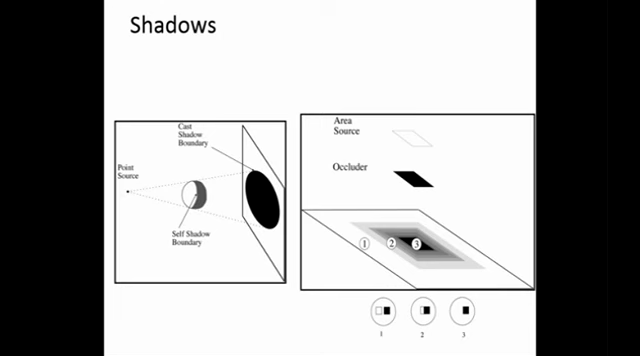 Shadows
Cast
Shadow
Boundary
Point
Source
Self Shadow
Boundary
Area
Source
Occluder
1
2
3
1
2
3